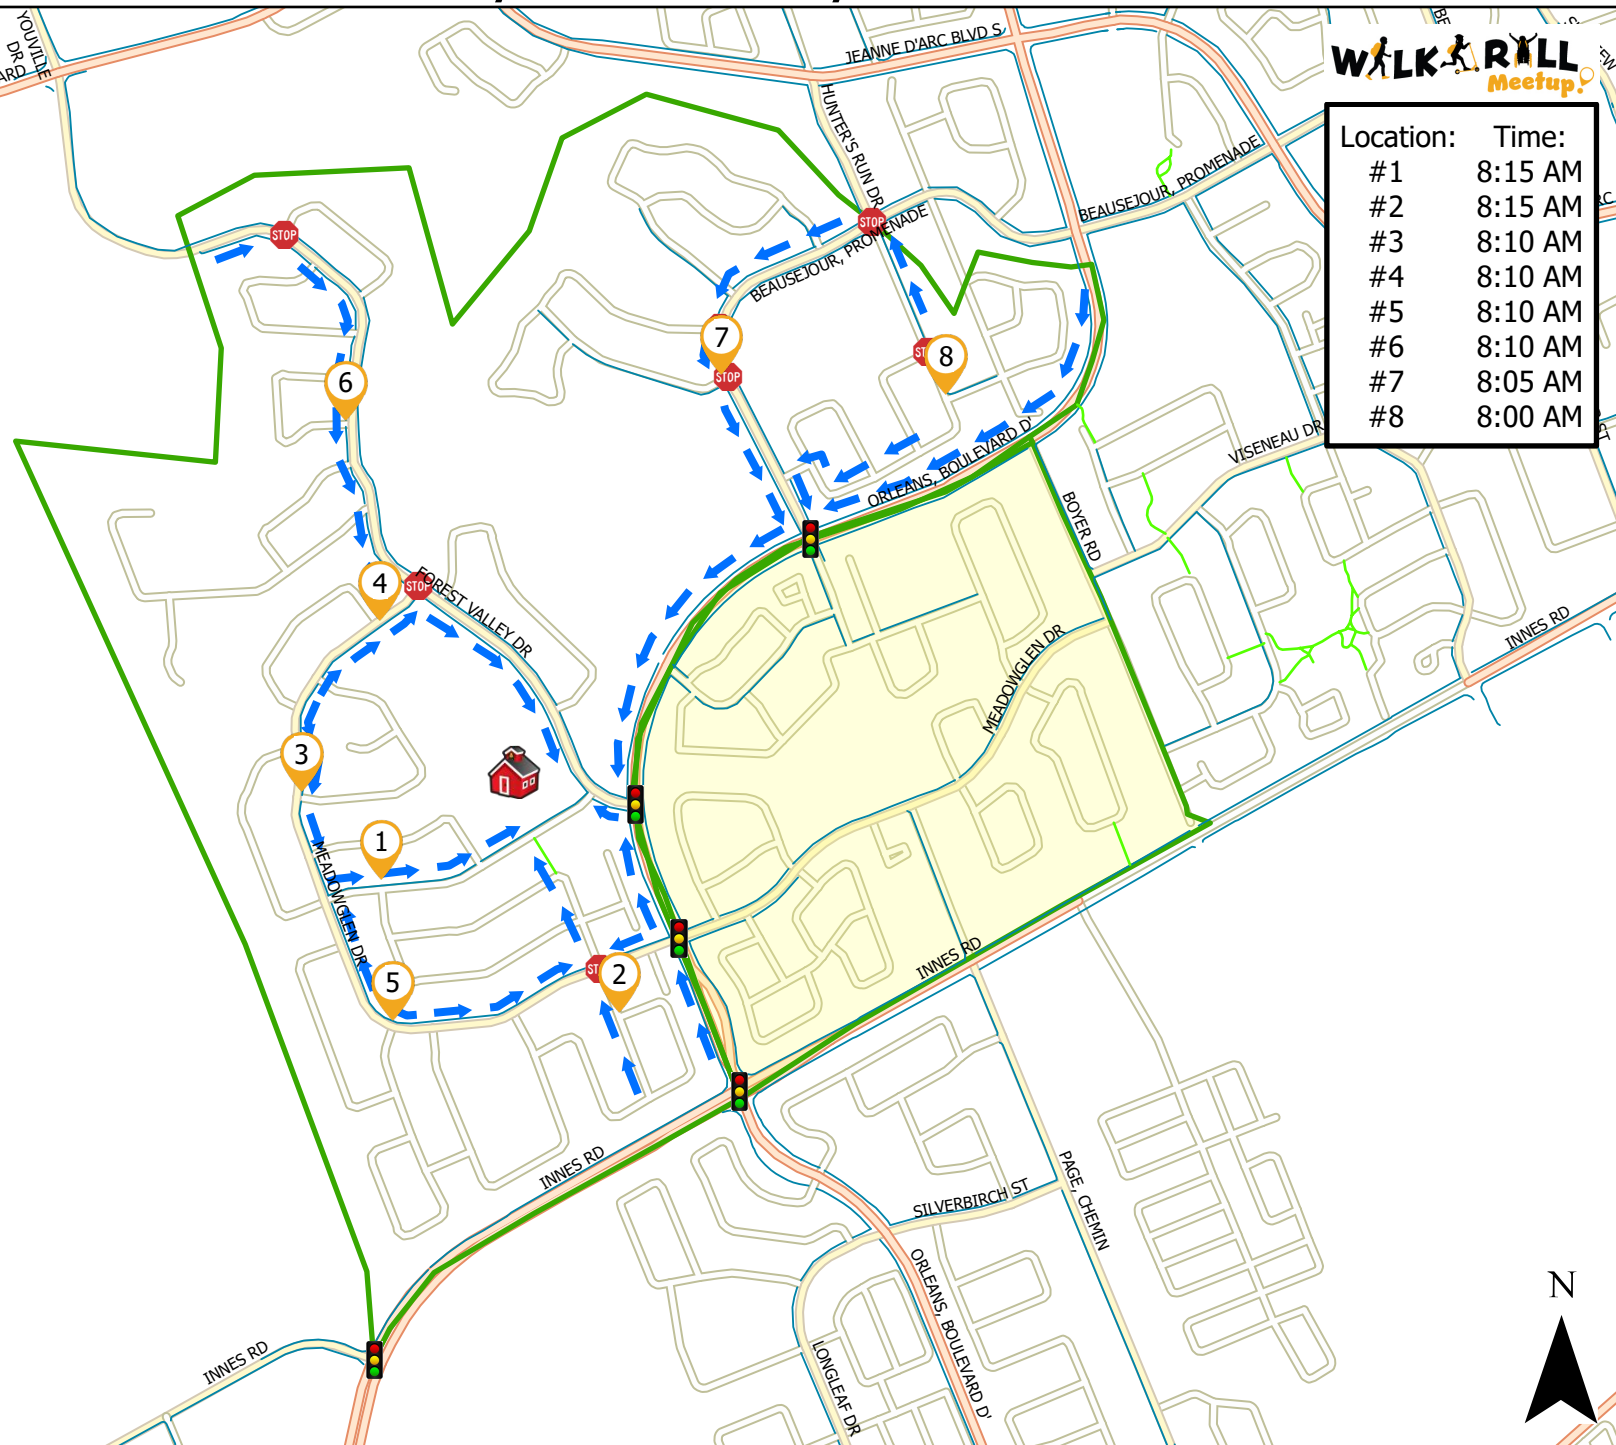 YOUVILLE
DR
ARD
JEANNE D'ARC BLVD S
HUNTER'S RUN DR
BEAUSEJOUR, PROMENADE
BEAUSEJOUR, PROMENADE
WALK & ROLL
Meetup!
Location: Time:
#1 8:15 AM
#2 8:15 AM
#3 8:10 AM
#4 8:10 AM
#5 8:10 AM
#6 8:10 AM
#7 8:05 AM
#8 8:00 AM
STOP
STOP
7
STOP
8
6
ORLEANS, BOULEVARD D'
VISENEAU DR
BOYER RD
4
STOP
FOREST VALLEY DR
MEADOWGLEN DR
INNES RD
3
1
MEADOWGLEN DR
5
2
INNES RD
INNES RD
PAGE, CHEMIN
SILVERBIRCH ST
ORLEANS, BOULEVARD D'
LONGLEAF DR
INNES RD
N